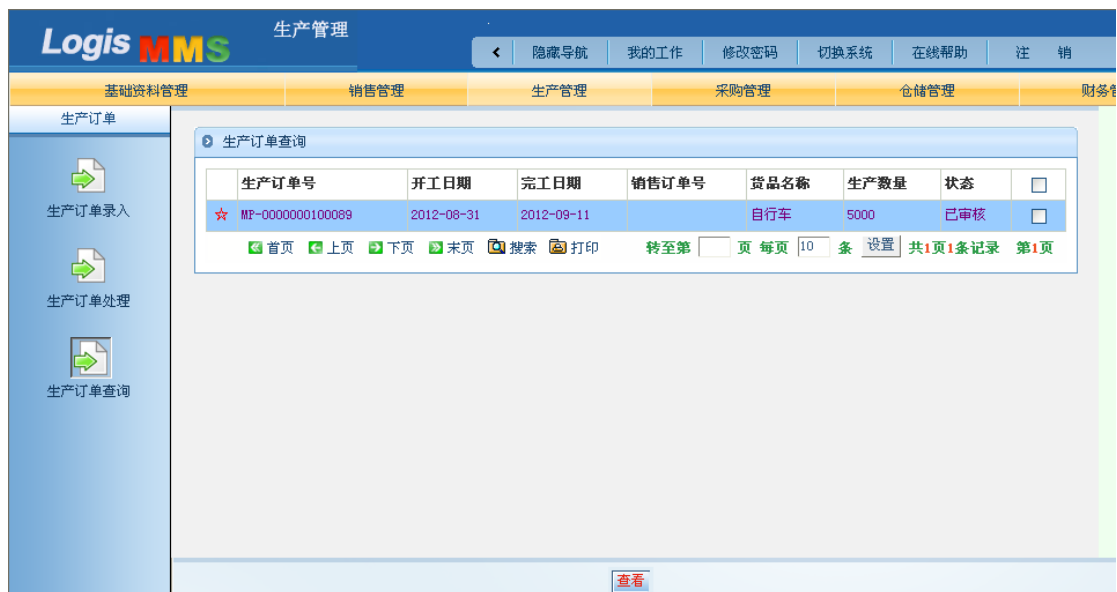 Logis MMS
生产管理
隐藏导航 我的工作 修改密码 切换系统 在线帮助 注 销
基础资料管理 销售管理 生产管理 采购管理 仓储管理 财务管
生产订单
生产订单查询
生产订单号 开工日期 完工日期 销售订单号 货品名称 生产数量 状态
生产订单录入
MP-0000000100089 2012-08-31 2012-09-11 自行车 5000 已审核
首页 上页 下页 末页 搜索 打印 转至第 页 每页 10 条 设置 共1页1条记录 第1页
生产订单处理
生产订单查询
查看